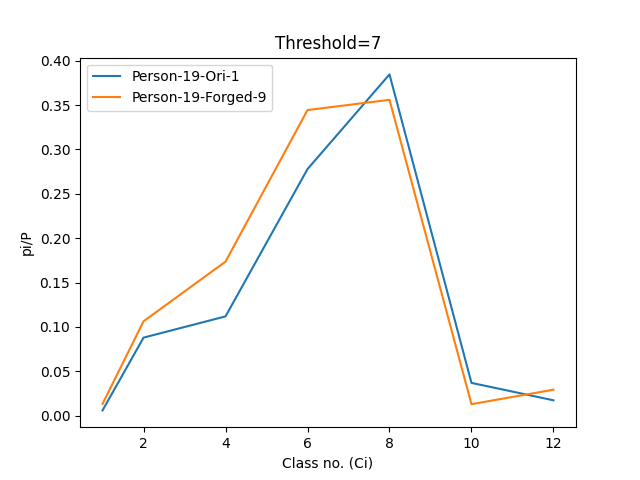 Threshold=7
Person-19-Ori-1
Person-19-Forged-9
0.40
0.35
0.30
0.25
0.20
0.15
0.10
0.05
0.00
pi/P
2 4 6 8 10 12
Class no. (Ci)